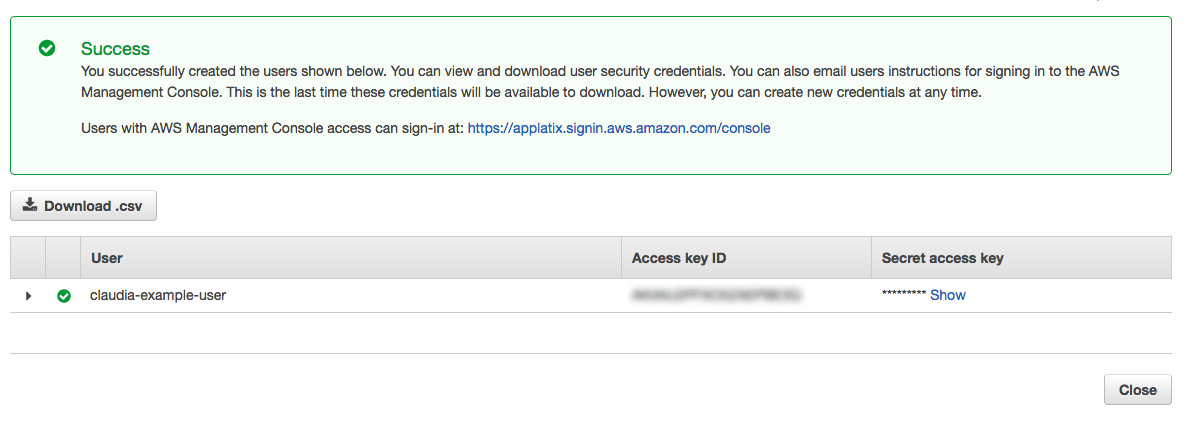 Success
You successfully created the users shown below. You can view and download user security credentials. You can also email users instructions for signing in to the AWS
Management Console. This is the last time these credentials will be available to download. However, you can create new credentials at any time.
Users with AWS Management Console access can sign-in at: https://applatix.signin.aws.amazon.com/console
Download .csv
User Access key ID Secret access key
claudia-example-user ********* Show
Close